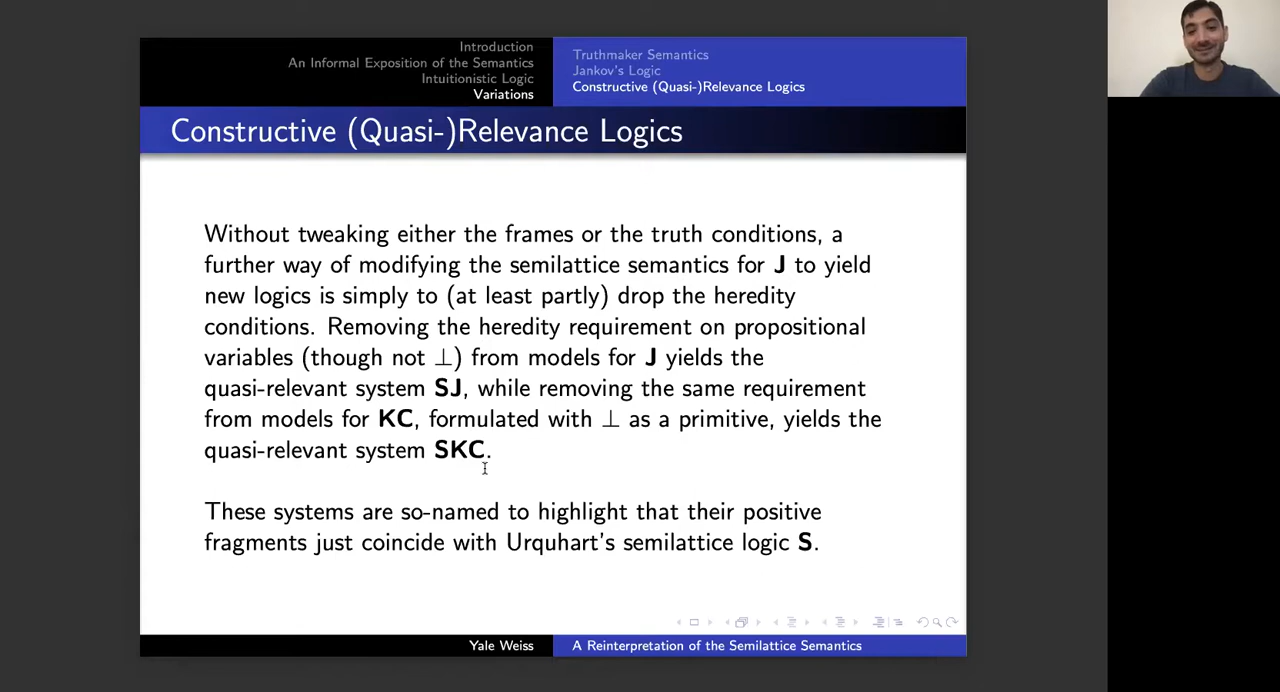 Introduction
An Informal Exposition of the Semantics
Intuitionistic Logic
Variations
Truthmaker Semantics
Jankov's Logic
Constructive (Quasi-)Relevance Logics
Constructive (Quasi-)Relevance Logics
Without tweaking either the frames or the truth conditions, a
further way of modifying the semilattice semantics for J to yield
new logics is simply to (at least partly) drop the heredity
conditions. Removing the heredity requirement on propositional
variables (though not ⊥) from models for J yields the
quasi-relevant system SJ, while removing the same requirement
from models for KC, formulated with ⊥ as a primitive, yields the
quasi-relevant system SKC.
These systems are so-named to highlight that their positive
fragments just coincide with Urquhart's semilattice logic S.
Yale Weiss
A Reinterpretation of the Semilattice Semantics